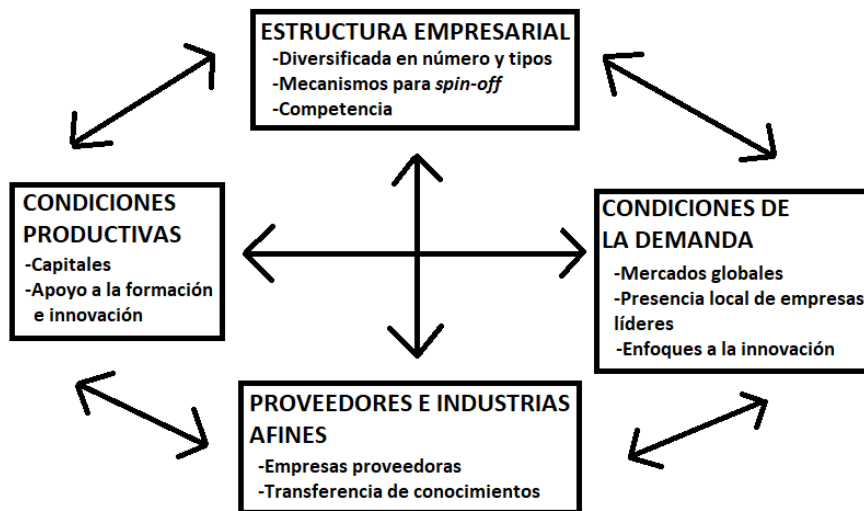 ESTRUCTURA EMPRESARIAL
-Diversificada en número y tipos
-Mecanismos para spin-off
-Competencia
CONDICIONES
PRODUCTIVAS
-Capitales
-Apoyo a la formación
e innovación
CONDICIONES DE
LA DEMANDA
-Mercados globales
-Presencia local de empresas
líderes
-Enfoques a la innovación
PROVEEDORES E INDUSTRIAS
AFINES
-Empresas proveedoras
-Transferencia de conocimientos